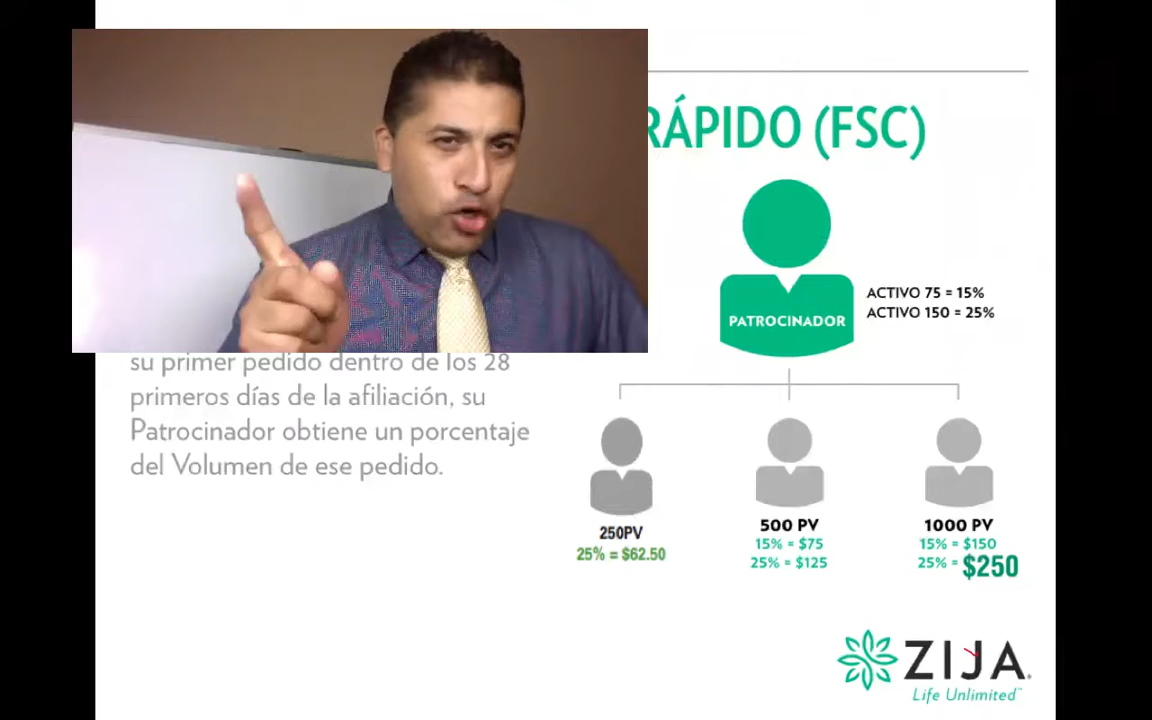 RÁPIDO (FSC)
ACTIVO 75 = 15%
ACTIVO 150 = 25%
PATROCINADOR
su primer pedido dentro de los 28
primeros días de la afiliación, su
Patrocinador obtiene un porcentaje
del Volumen de ese pedido.
250PV
25% = $62.50
500 PV
15% = $75
25% = $125
1000 PV
15% = $150
25% = $250
ZIJA
Life Unlimited™